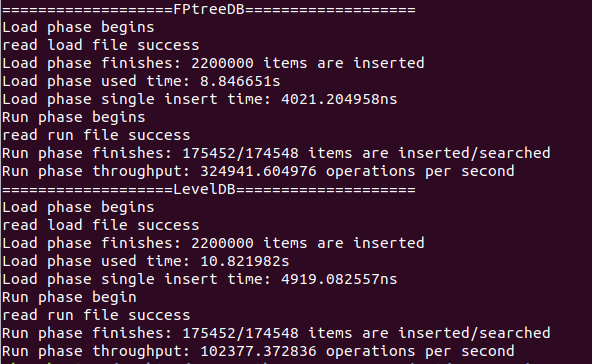 ===================FPtreeDB===================
Load phase begins
read load file success
Load phase finishes: 2200000 items are inserted
Load phase used time: 8.846651s
Load phase single insert time: 4021.204958ns
Run phase begins
read run file success
Run phase finishes: 175452/174548 items are inserted/searched
Run phase throughput: 324941.604976 operations per second
===================LevelDB====================
Load phase begins
read load file success
Load phase finishes: 2200000 items are inserted
Load phase used time: 10.821982s
Load phase single insert time: 4919.082557ns
Run phase begin
read run file success
Run phase finishes: 175452/174548 items are inserted/searched
Run phase throughput: 102377.372836 operations per second